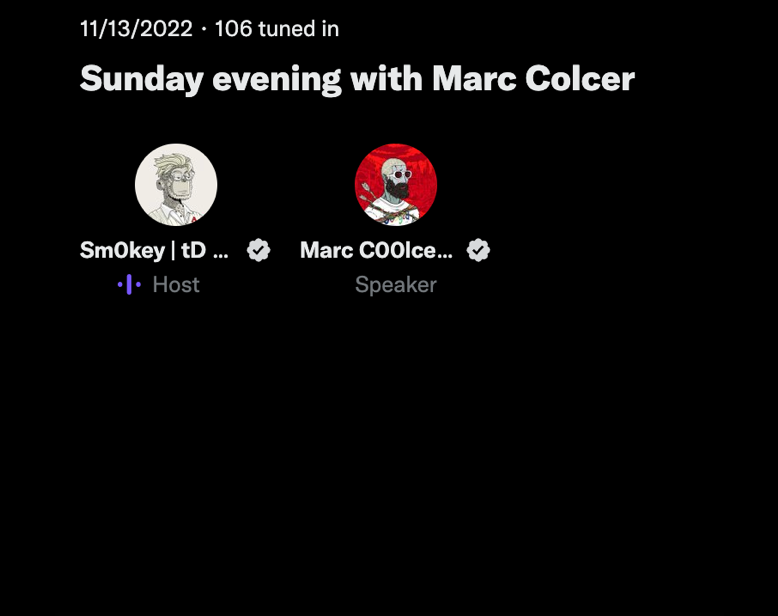 11/13/2022 · 106 tuned in
Sunday evening with Marc Colcer
Sm0key | tD ...
Marc C00lce...
Host
Speaker